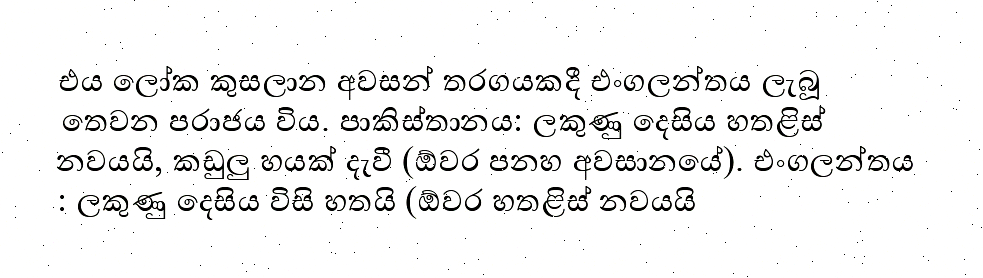 එය ලෝක කුසලාන අවසන් තරගයකදී එංගලන්තය ලැබූ
තෙවන පරාජය විය. පාකිස්තානය: ලකුණු දෙසිය හතළිස්
නවයයි, කඩුලු හයක් දැවී (ඕවර පනහ අවසානයේ). එංගලන්තය
: ලකුණු දෙසිය විසි හතයි (ඕවර හතළිස් නවයයි